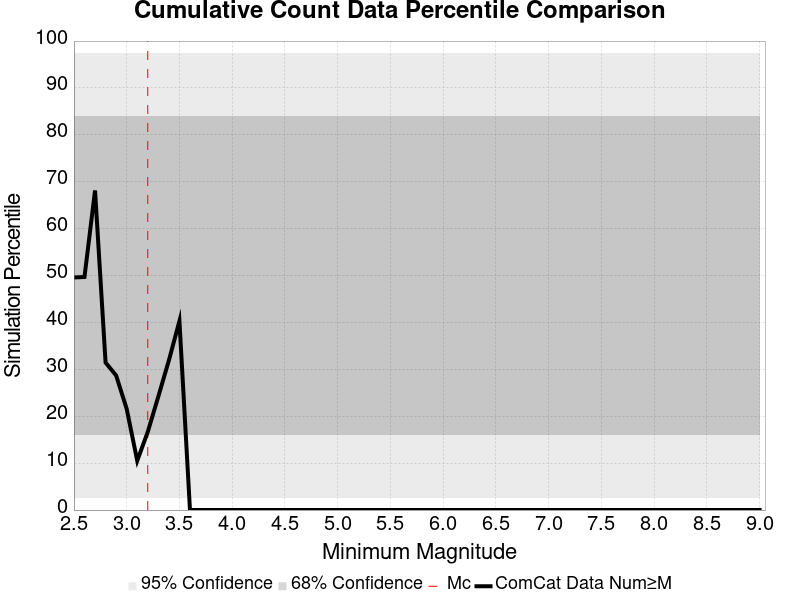 Cumulative Count Data Percentile Comparison
100
90
80
70
60
50
40
30
20
10
0
Simulation Percentile
2.5 3.0 3.5 4.0 4.5 5.0 5.5 6.0 6.5 7.0 7.5 8.0 8.5 9.0
Minimum Magnitude
95% Confidence 68% Confidence Mc ComCat Data Num≥M